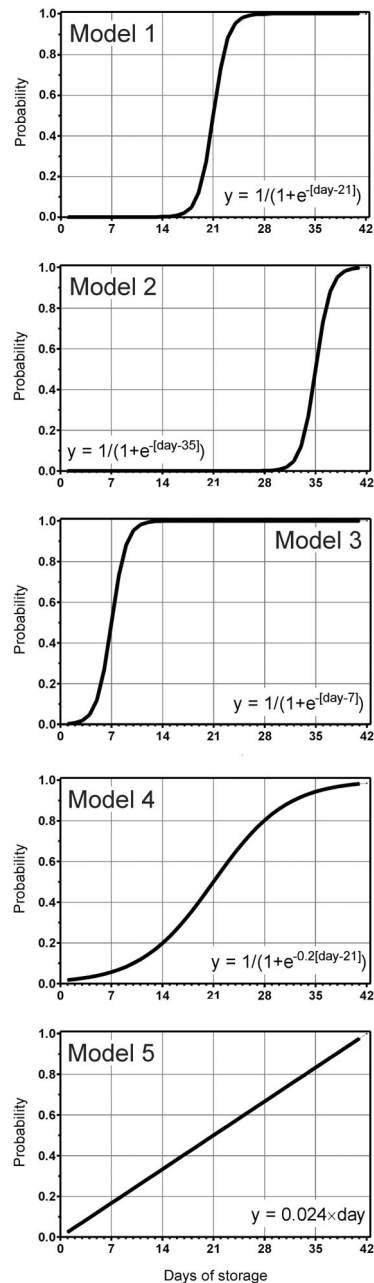 Model 1
Probability
1.0
0.8
0.6
0.4
0.2
0.0
y = 1/(1+e^-[day-21])
0 7 14 21 28 35 42
Model 2
Probability
1.0
0.8
0.6
0.4
0.2
0.0
y = 1/(1+e^-[day-35])
0 7 14 21 28 35 42
Model 3
Probability
1.0
0.8
0.6
0.4
0.2
0.0
y = 1/(1+e^-[day-7])
0 7 14 21 28 35 42
Model 4
Probability
1.0
0.8
0.6
0.4
0.2
0.0
y = 1/(1+e^-0.2[day-21])
0 7 14 21 28 35 42
Model 5
Probability
1.0
0.8
0.6
0.4
0.2
0.0
y = 0.024×day
0 7 14 21 28 35 42
Days of storage